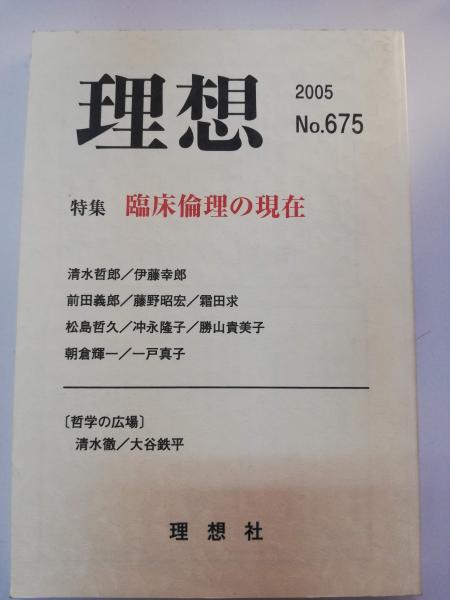 理想
2005
No.675
特集 臨床倫理の現在
清水哲郎／伊藤幸郎
前田義郎／藤野昭宏／霜田求
松島哲久／冲永隆子／勝山貴美子
朝倉輝一／一戸真子
〔哲学の広場〕
清水徹／大谷鉄平
理想社